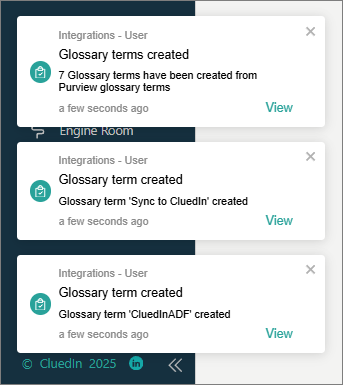 Integrations - User
Glossary terms created
7 Glossary terms have been created from
Purview glossary terms
a few seconds ago
View
Engine Room
Integrations - User
Glossary term created
Glossary term 'Sync to CluedIn' created
a few seconds ago
View
Integrations - User
Glossary term created
Glossary term 'CluedInADF' created
a few seconds ago
View
© CluedIn 2025 in